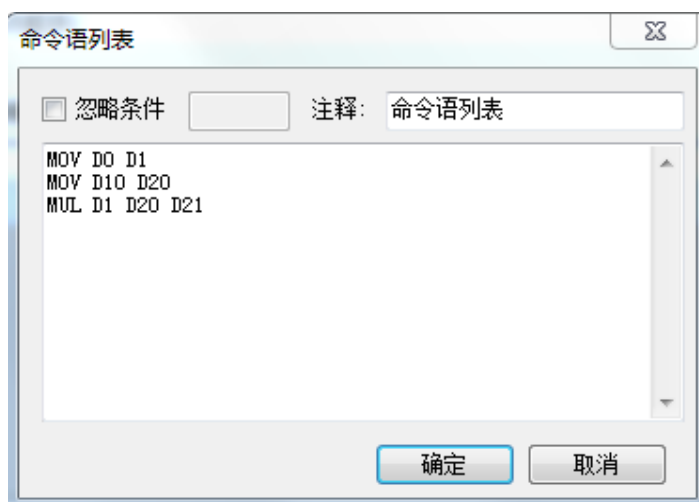 命令语列表
忽略条件 注释: 命令语列表
MOV D0 D1
MOV D10 D20
MUL D1 D20 D21
确定 取消